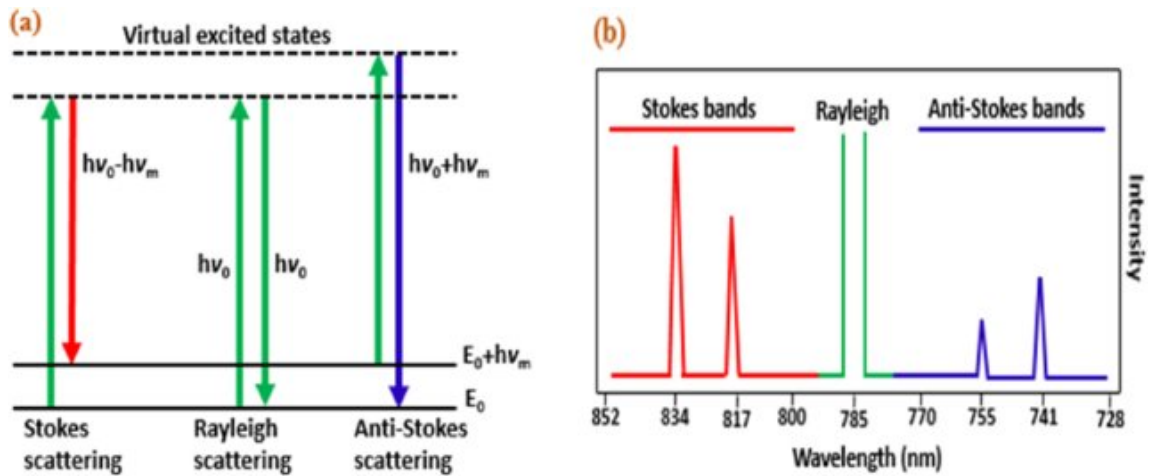 (a)
Virtual excited states
hν₀-hνₘ
hν₀
hν₀
hν₀+hνₘ
E₀+hνₘ
E₀
Stokes scattering
Rayleigh scattering
Anti-Stokes scattering
(b)
Stokes bands
Rayleigh
Anti-Stokes bands
Intensity
852 834 817 800 785 770 755 741 728
Wavelength (nm)